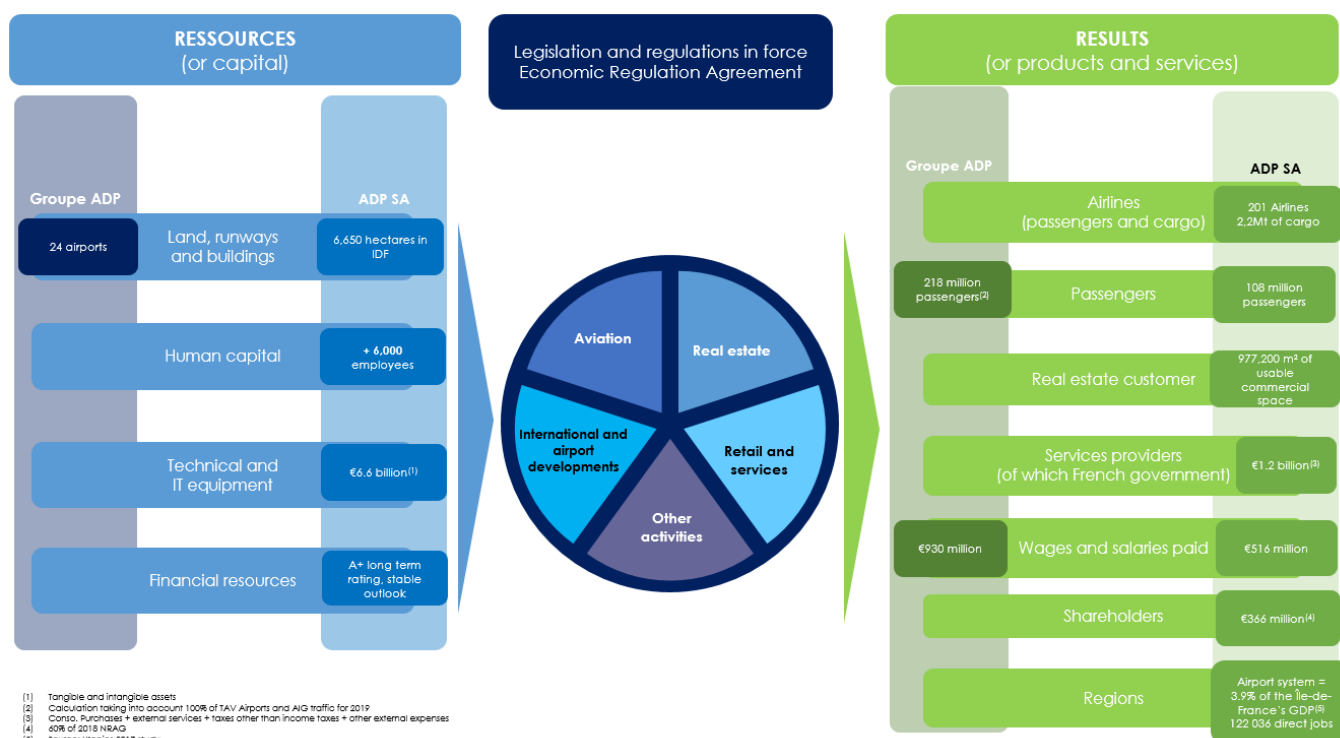 RESSOURCES
(or capital)
Legislation and regulations in force
Economic Regulation Agreement
RESULTS
(or products and services)
Groupe ADP
ADP SA
24 airports
Land, runways
and buildings
6,650 hectares in
IDF
Human capital
+ 6,000
employees
Technical and
IT equipment
€6.6 billion(1)
Financial resources
A+ long term
rating, stable
outlook
Aviation
Real estate
International and
airport
developments
Retail and
services
Other
activities
Groupe ADP
ADP SA
Airlines
(passengers and cargo)
201 Airlines
2,2Mt of cargo
218 million
passengers(2)
Passengers
108 million
passengers
Real estate customer
977,200 m² of
usable
commercial
space
Services providers
(of which French government)
€1.2 billion(3)
€930 million
Wages and salaries paid
€516 million
Shareholders
€366 million(4)
Regions
Airport system =
3.9% of the Île-de-
France's GDP(5)
122 036 direct jobs
(1) Tangible and intangible assets
(2) Calculation taking into account 100% of TAV Airports and AIG traffic for 2019
(3) Conso. Purchases + external services + taxes other than income taxes + other external expenses
(4) 60% of 2018 NRAG